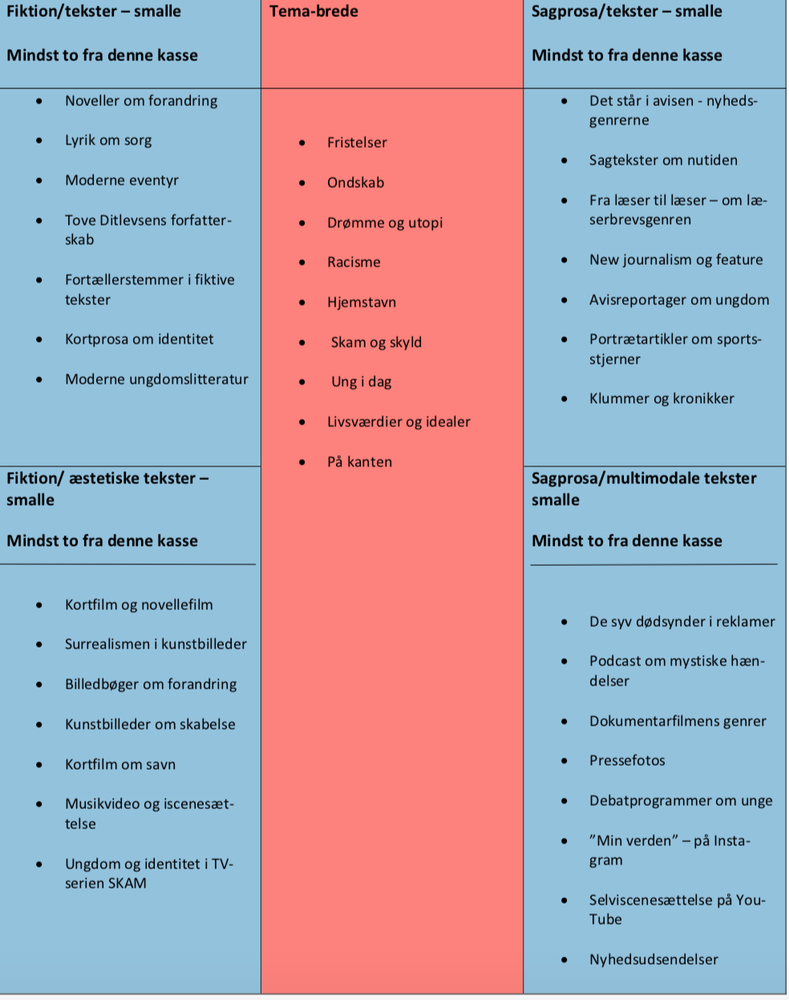 Fiktion/tekster – smalle
Mindst to fra denne kasse
• Noveller om forandring
• Lyrik om sorg
• Moderne eventyr
• Tove Ditlevsens forfatter-
skab
• Fortællerstemmer i fiktive
tekster
• Kortprosa om identitet
• Moderne ungdomslitteratur
Fiktion/ æstetiske tekster –
smalle
Mindst to fra denne kasse
• Kortfilm og novellefilm
• Surrealismen i kunstbilleder
• Billedbøger om forandring
• Kunstbilleder om skabelse
• Kortfilm om savn
• Musikvideo og iscenesæt-
telse
• Ungdom og identitet i TV-
serien SKAM
Tema-brede
• Fristelser
• Ondskab
• Drømme og utopi
• Racisme
• Hjemstavn
• Skam og skyld
• Ung i dag
• Livsværdier og idealer
• På kanten
Sagprosa/tekster – smalle
Mindst to fra denne kasse
• Det står i avisen - nyheds-
genrerne
• Sagtekster om nutiden
• Fra læser til læser – om læ-
serbrevsgenren
• New journalism og feature
• Avisreportager om ungdom
• Portrætartikler om sports-
stjerner
• Klummer og kronikker
Sagprosa/multimodale tekster
smalle
Mindst to fra denne kasse
• De syv dødsynder i reklamer
• Podcast om mystiske hæn-
delser
• Dokumentarfilmens genrer
• Pressefotos
• Debatprogrammer om unge
• ”Min verden” – på Insta-
gram
• Selviscenesættelse på You-
Tube
• Nyhedsudsendelser